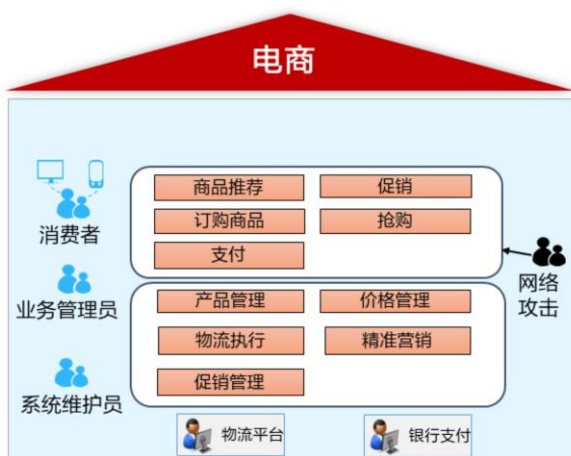 电商
商品推荐
促销
消费者
订购商品
抢购
支付
网络
攻击
业务管理员
产品管理
价格管理
物流执行
精准营销
系统维护员
促销管理
物流平台
银行支付